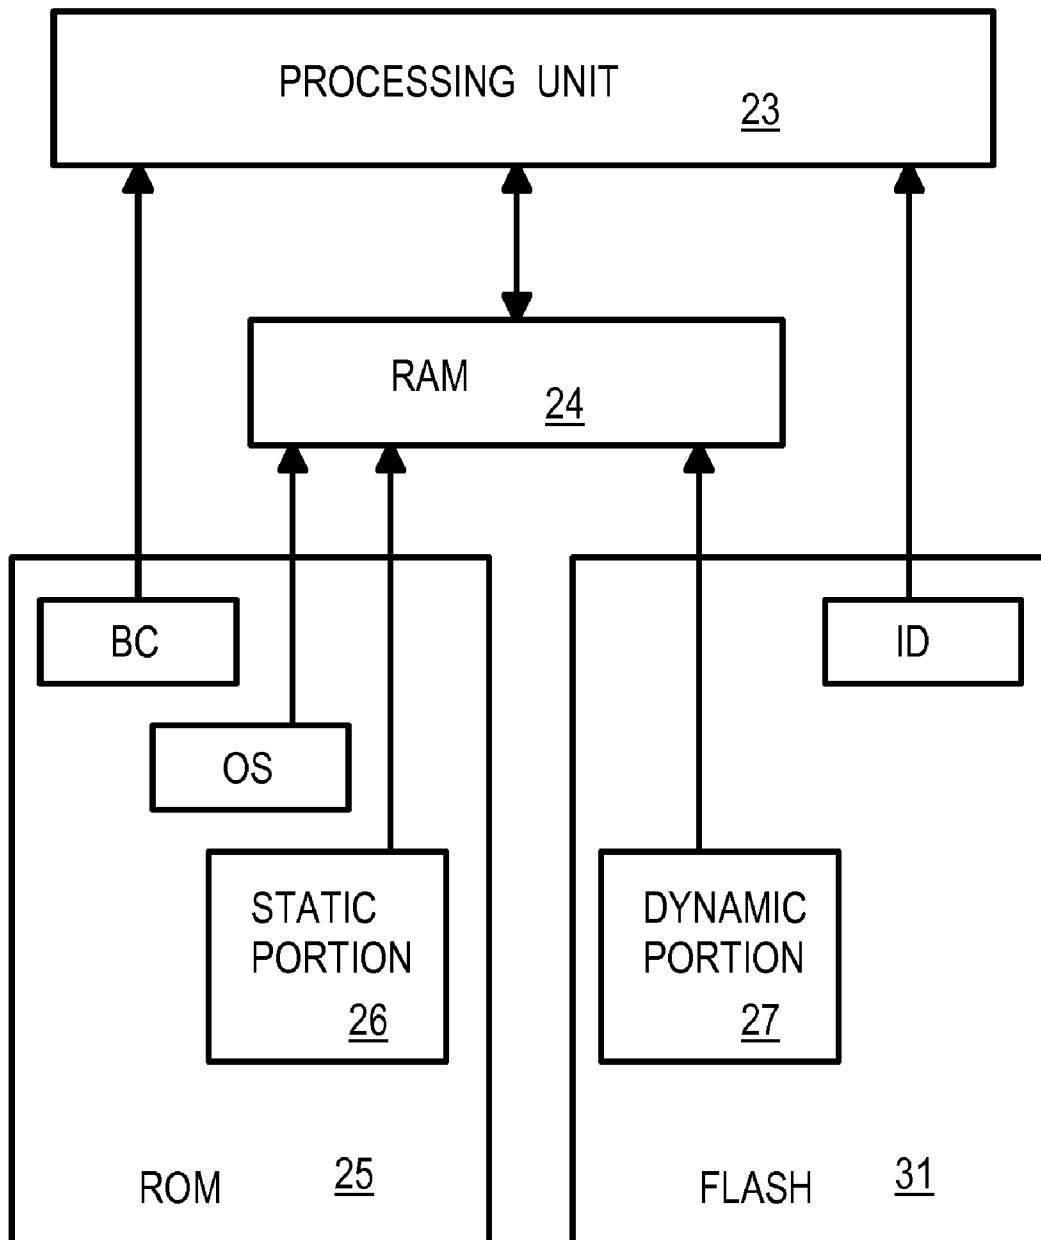 PROCESSING UNIT
23
RAM
24
BC
ID
OS
STATIC
PORTION
26
DYNAMIC
PORTION
27
ROM
25
FLASH
31